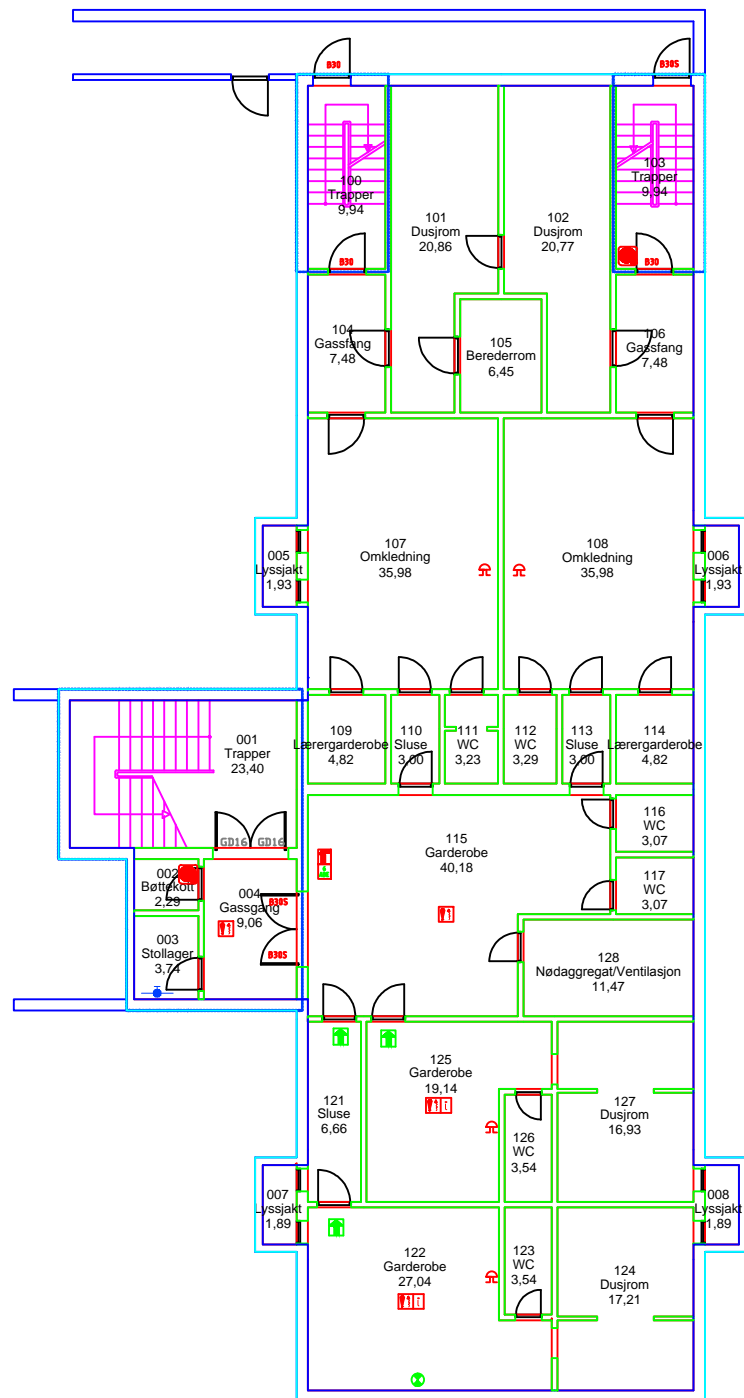 B30
B30S
100
Trapper
9,94
103
Trapper
9,94
101
Dusjrom
20,86
102
Dusjrom
20,77
B30
B30
104
Gassfang
7,48
105
Berederrom
6,45
106
Gassfang
7,48
107
Omkledning
35,98
108
Omkledning
35,98
005
Lyssjakt
1,93
006
Lyssjakt
1,93
001
Trapper
23,40
109
Lærergarderobe
4,82
110
Sluse
3,00
111
WC
3,23
112
WC
3,29
113
Sluse
3,00
114
Lærergarderobe
4,82
GD16
GD16
115
Garderobe
40,18
116
WC
3,07
117
WC
3,07
002
Bøttekott
2,29
004
Gassgang
9,06
B30S
B30S
003
Stollager
3,74
128
Nødaggregat/Ventilasjon
11,47
125
Garderobe
19,14
121
Sluse
6,66
127
Dusjrom
16,93
126
WC
3,54
007
Lyssjakt
1,89
008
Lyssjakt
1,89
122
Garderobe
27,04
123
WC
3,54
124
Dusjrom
17,21